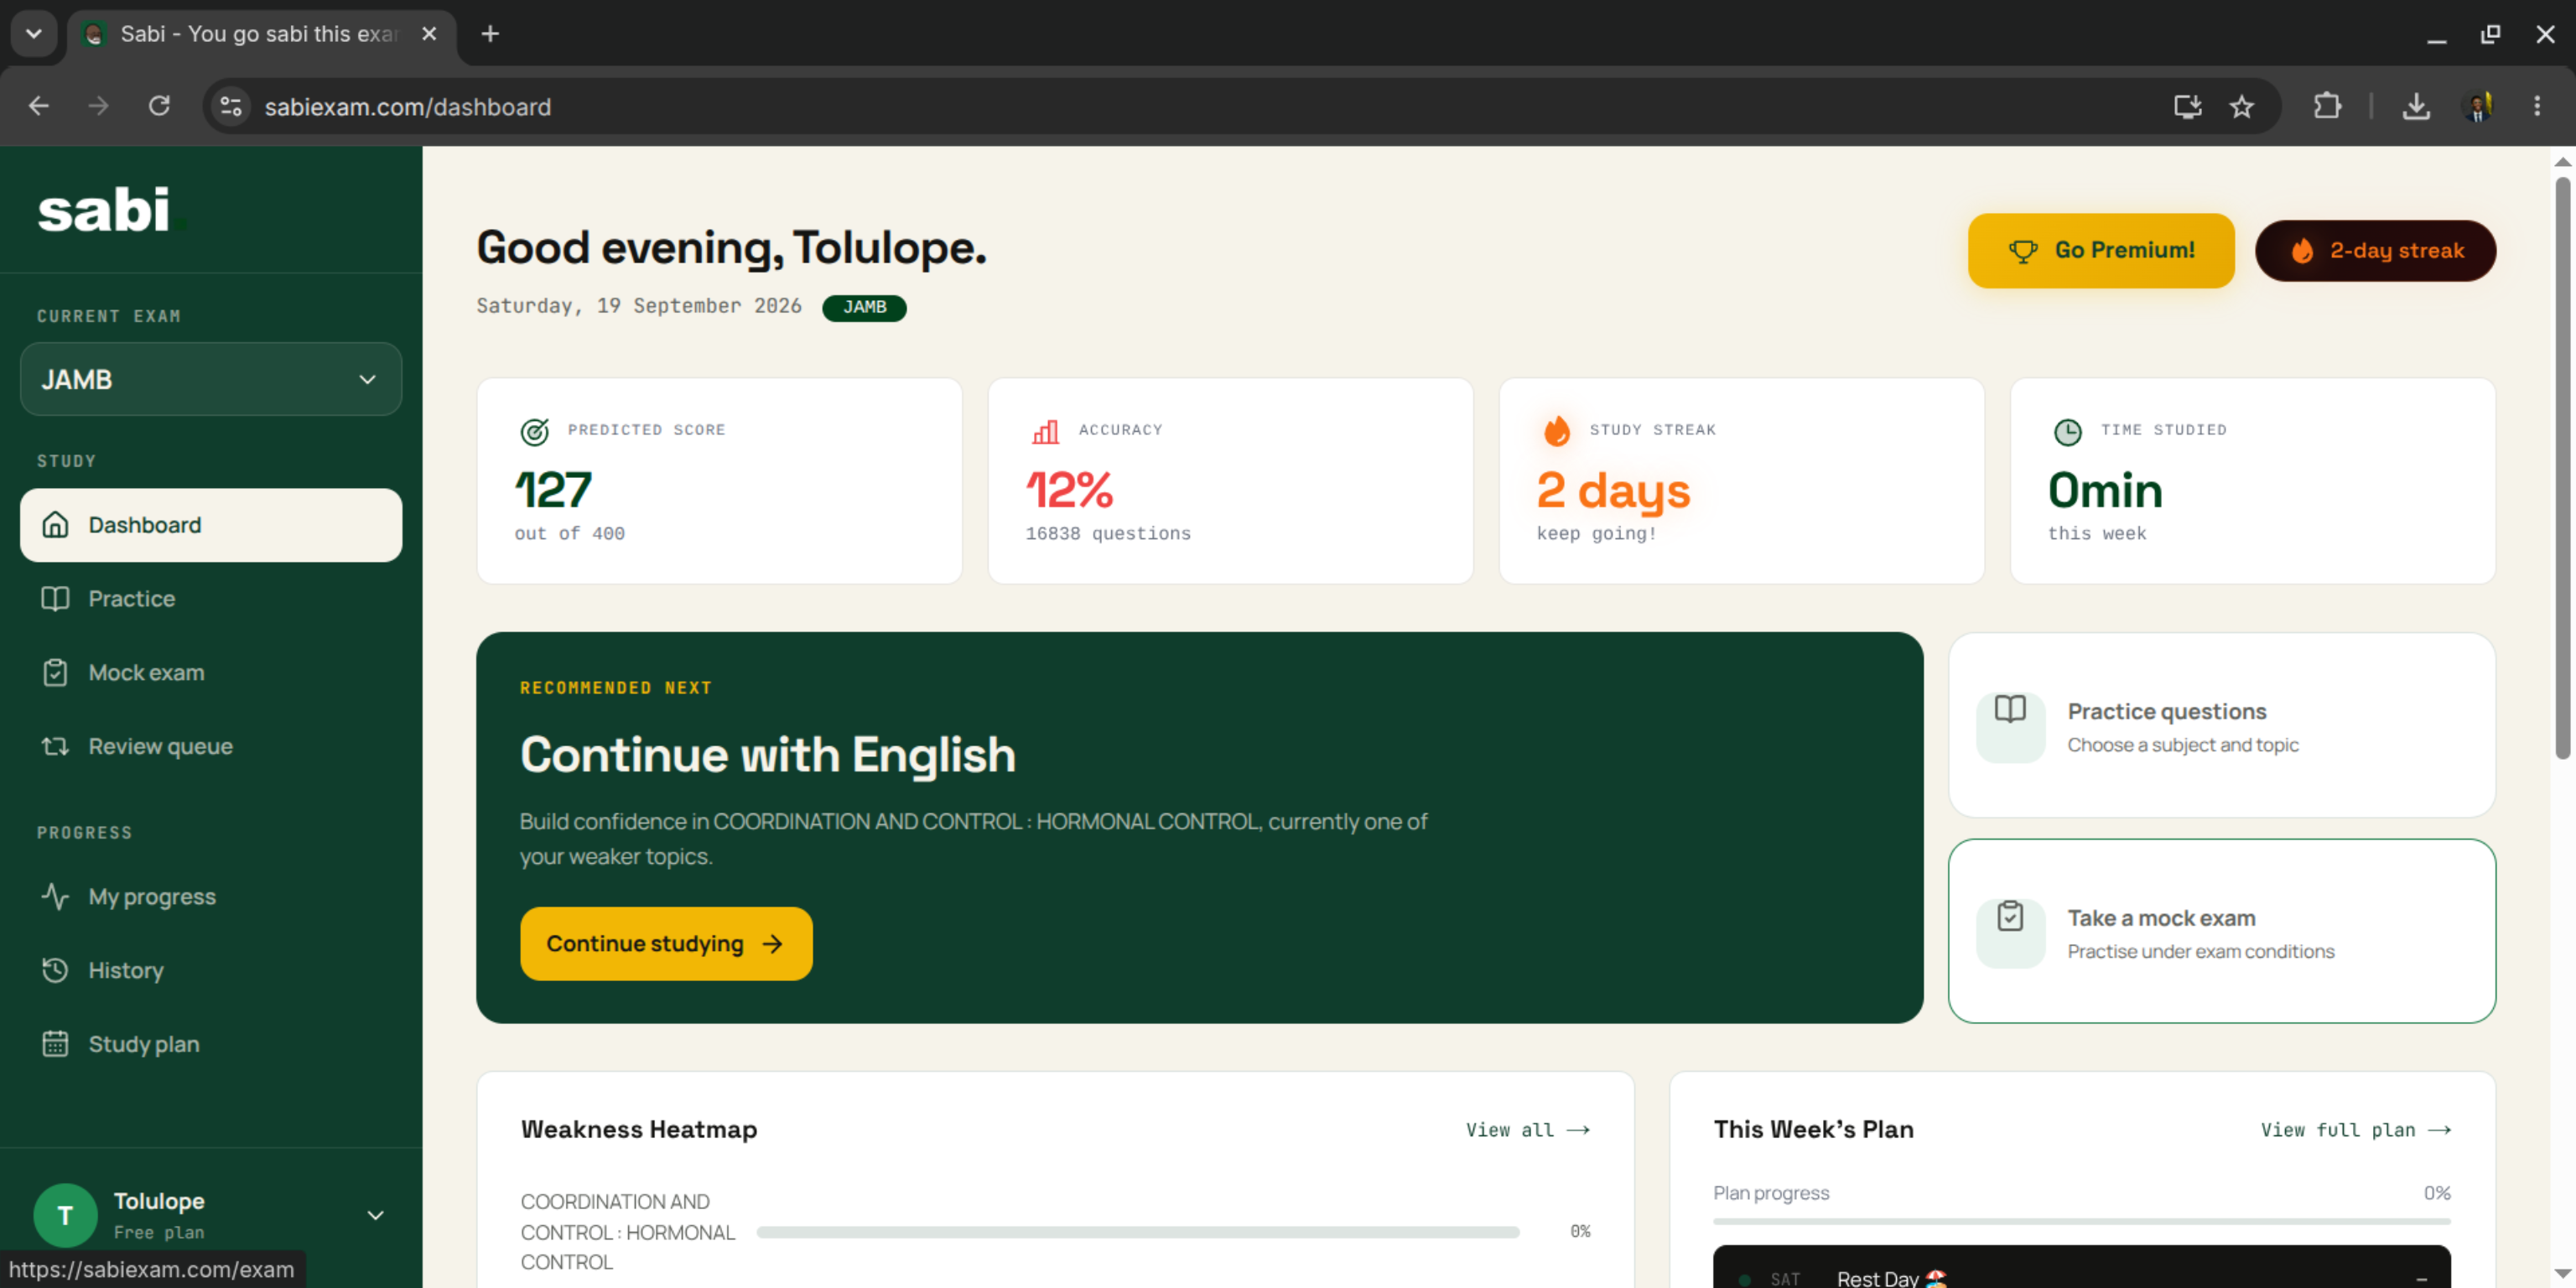 Sabi - You go sabi this exa
sabiexam.com/dashboard
sabi.
CURRENT EXAM
JAMB
STUDY
Dashboard
Practice
Mock exam
Review queue
PROGRESS
My progress
History
Study plan
T
Tolulope
Free plan
https://sabiexam.com/exam
Good evening, Tolulope.
Saturday, 19 September 2026 JAMB
Go Premium!
2-day streak
PREDICTED SCORE
127
out of 400
ACCURACY
12%
16838 questions
STUDY STREAK
2 days
keep going!
TIME STUDIED
0min
this week
RECOMMENDED NEXT
Continue with English
Build confidence in COORDINATION AND CONTROL : HORMONAL CONTROL, currently one of
your weaker topics.
Continue studying →
Practice questions
Choose a subject and topic
Take a mock exam
Practise under exam conditions
Weakness Heatmap
View all →
COORDINATION AND
CONTROL : HORMONAL
CONTROL
0%
This Week's Plan
View full plan →
Plan progress
0%
SAT Rest Day 🏖️ –